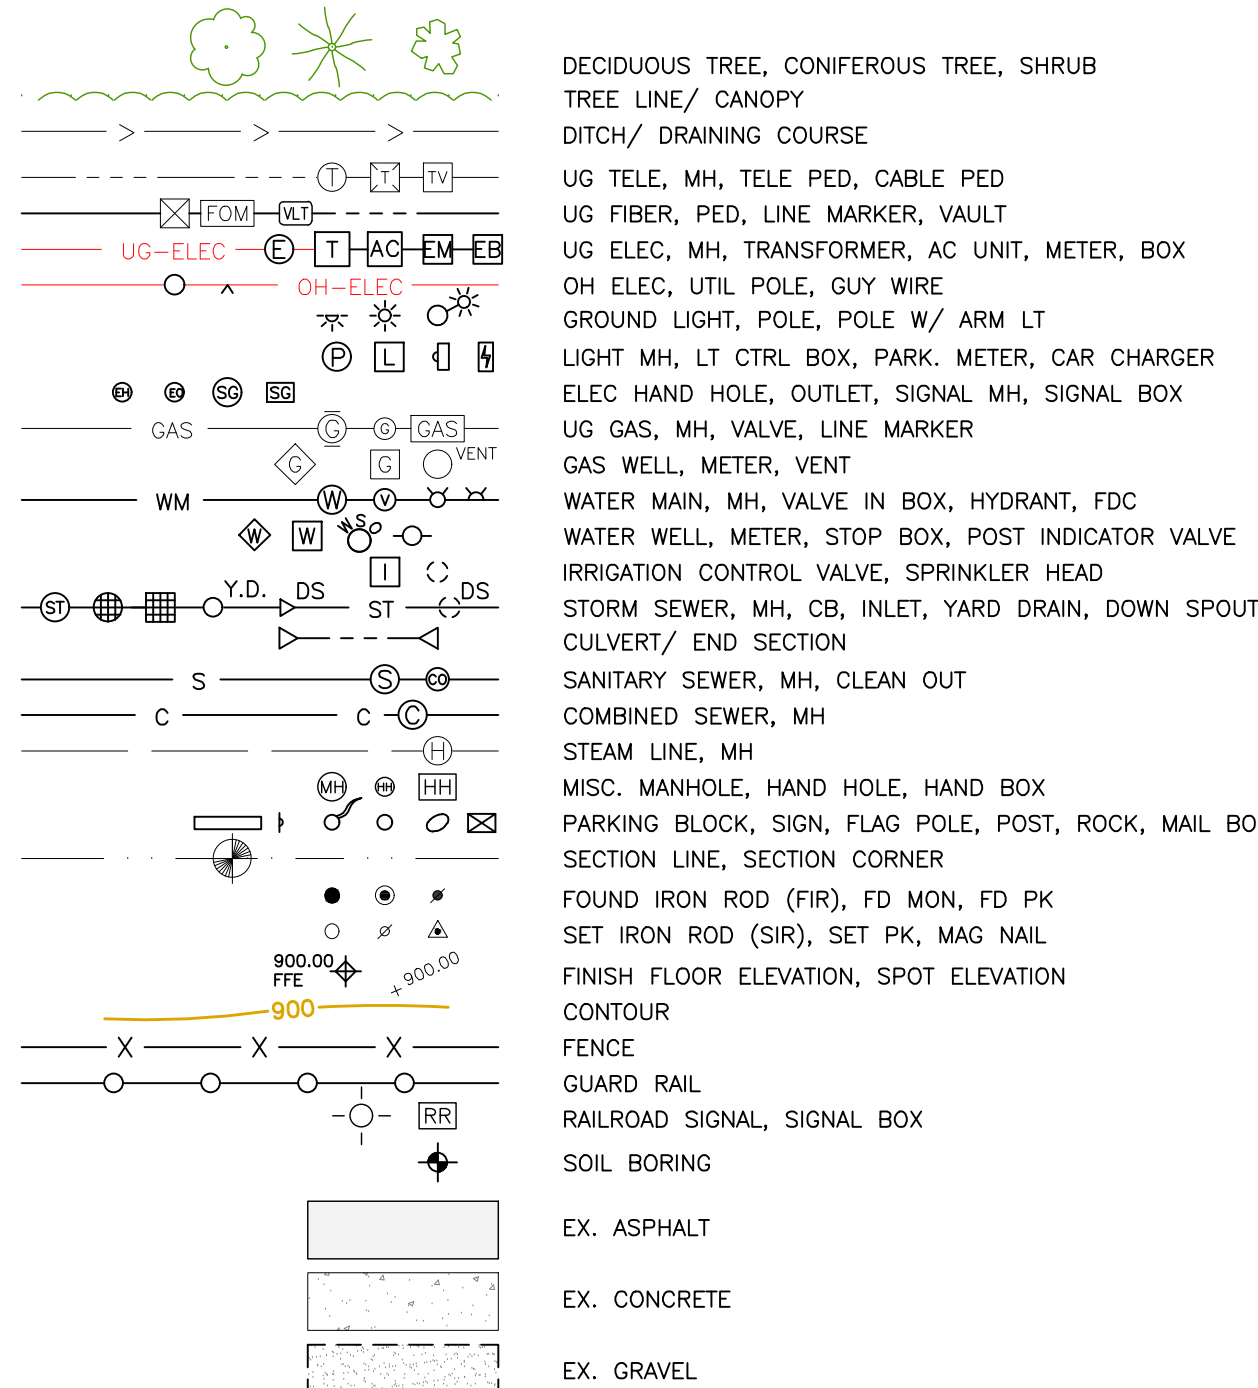 DECIDUOUS TREE, CONIFEROUS TREE, SHRUB
TREE LINE/ CANOPY
> > > DITCH/ DRAINING COURSE
T T TV UG TELE, MH, TELE PED, CABLE PED
FOM VLT UG FIBER, PED, LINE MARKER, VAULT
UG-ELEC E T AC EM EB UG ELEC, MH, TRANSFORMER, AC UNIT, METER, BOX
OH-ELEC OH ELEC, UTIL POLE, GUY WIRE
GROUND LIGHT, POLE, POLE W/ ARM LT
P L LIGHT MH, LT CTRL BOX, PARK. METER, CAR CHARGER
EH EO SG SG ELEC HAND HOLE, OUTLET, SIGNAL MH, SIGNAL BOX
GAS G G GAS UG GAS, MH, VALVE, LINE MARKER
G G VENT GAS WELL, METER, VENT
WM W V WATER MAIN, MH, VALVE IN BOX, HYDRANT, FDC
W W WSO WATER WELL, METER, STOP BOX, POST INDICATOR VALVE
I IRRIGATION CONTROL VALVE, SPRINKLER HEAD
ST Y.D. DS ST DS STORM SEWER, MH, CB, INLET, YARD DRAIN, DOWN SPOUT
CULVERT/ END SECTION
S S CO SANITARY SEWER, MH, CLEAN OUT
C C C COMBINED SEWER, MH
H STEAM LINE, MH
MH HH HH MISC. MANHOLE, HAND HOLE, HAND BOX
PARKING BLOCK, SIGN, FLAG POLE, POST, ROCK, MAIL BO
SECTION LINE, SECTION CORNER
FOUND IRON ROD (FIR), FD MON, FD PK
SET IRON ROD (SIR), SET PK, MAG NAIL
900.00
FFE +900.00 FINISH FLOOR ELEVATION, SPOT ELEVATION
900 CONTOUR
X X X FENCE
GUARD RAIL
RR RAILROAD SIGNAL, SIGNAL BOX
SOIL BORING
EX. ASPHALT
EX. CONCRETE
EX. GRAVEL